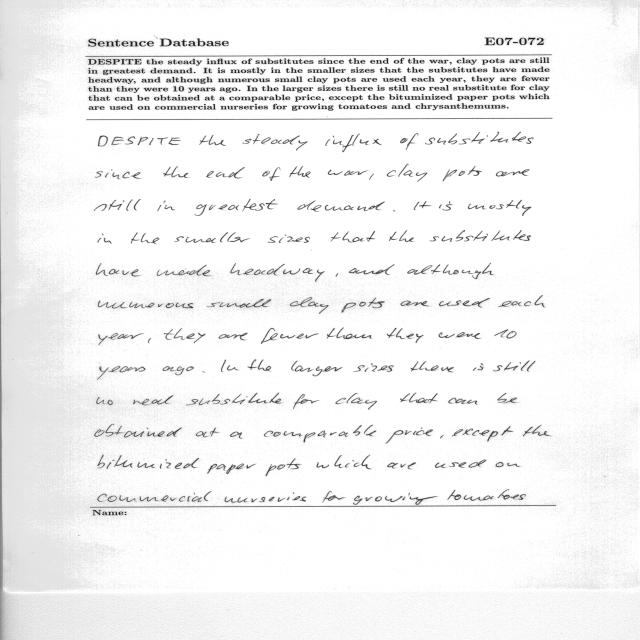 Sentence Database E07-072
DESPITE the steady influx of substitutes since the end of the war, clay pots are still
in greatest demand. It is mostly in the smaller sizes that the substitutes have made
headway, and although numerous small clay pots are used each year, they are fewer
than they were 10 years ago. In the larger sizes there is still no real substitute for clay
that can be obtained at a comparable price, except the bituminized paper pots which
are used on commercial nurseries for growing tomatoes and chrysanthemums.
DESPITE the steady influx of substitutes
since the end of the war, clay pots are
still in greatest demand. It is mostly
in the smaller sizes that the substitutes
have made headway, and although
numerous small clay pots are used each
year, they are fewer than they were 10
years ago. In the larger sizes there is still
no real substitute for clay that can be
obtained at a comparable price, except the
bitumized paper pots which are used on
commercial nurseries for growing tomatoes
Name: